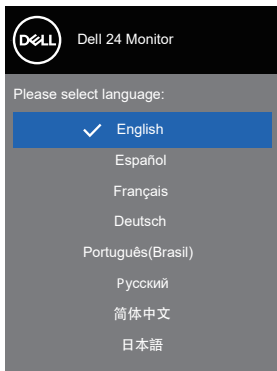 DELL
Dell 24 Monitor
Please select language:
English
Español
Français
Deutsch
Português(Brasil)
Русский
简体中文
日本語